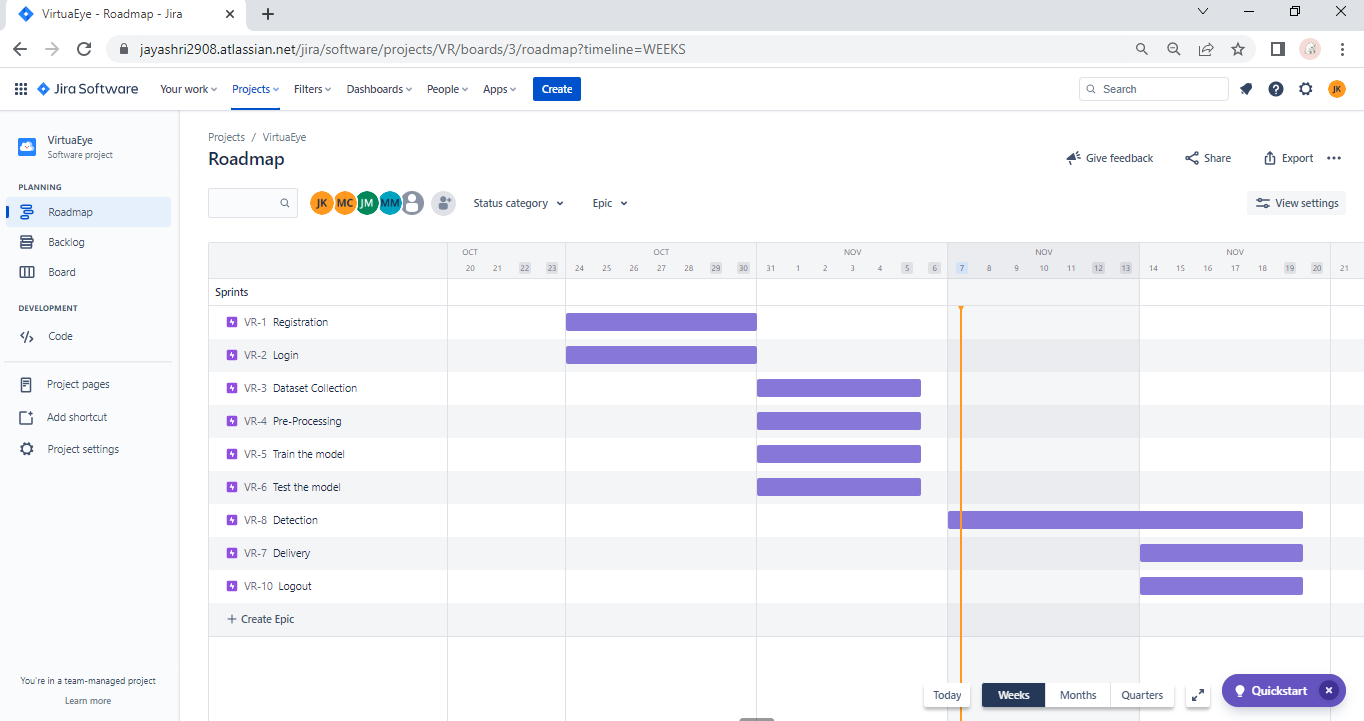 VirtuaEye - Roadmap - Jira
jayashri2908.atlassian.net/jira/software/projects/VR/boards/3/roadmap?timeline=WEEKS
Jira Software Your work Projects Filters Dashboards People Apps Create Search JK
VirtuaEye
Software project
PLANNING
Roadmap
Backlog
Board
DEVELOPMENT
Code
Project pages
Add shortcut
Project settings
You're in a team-managed project
Learn more
Projects / VirtuaEye
Roadmap
Give feedback Share Export
JK MC JM MM Status category Epic View settings
OCT OCT NOV NOV NOV
20 21 22 23 24 25 26 27 28 29 30 31 1 2 3 4 5 6 7 8 9 10 11 12 13 14 15 16 17 18 19 20 21
Sprints
VR-1 Registration
VR-2 Login
VR-3 Dataset Collection
VR-4 Pre-Processing
VR-5 Train the model
VR-6 Test the model
VR-8 Detection
VR-7 Delivery
VR-10 Logout
+ Create Epic
Today Weeks Months Quarters
Quickstart